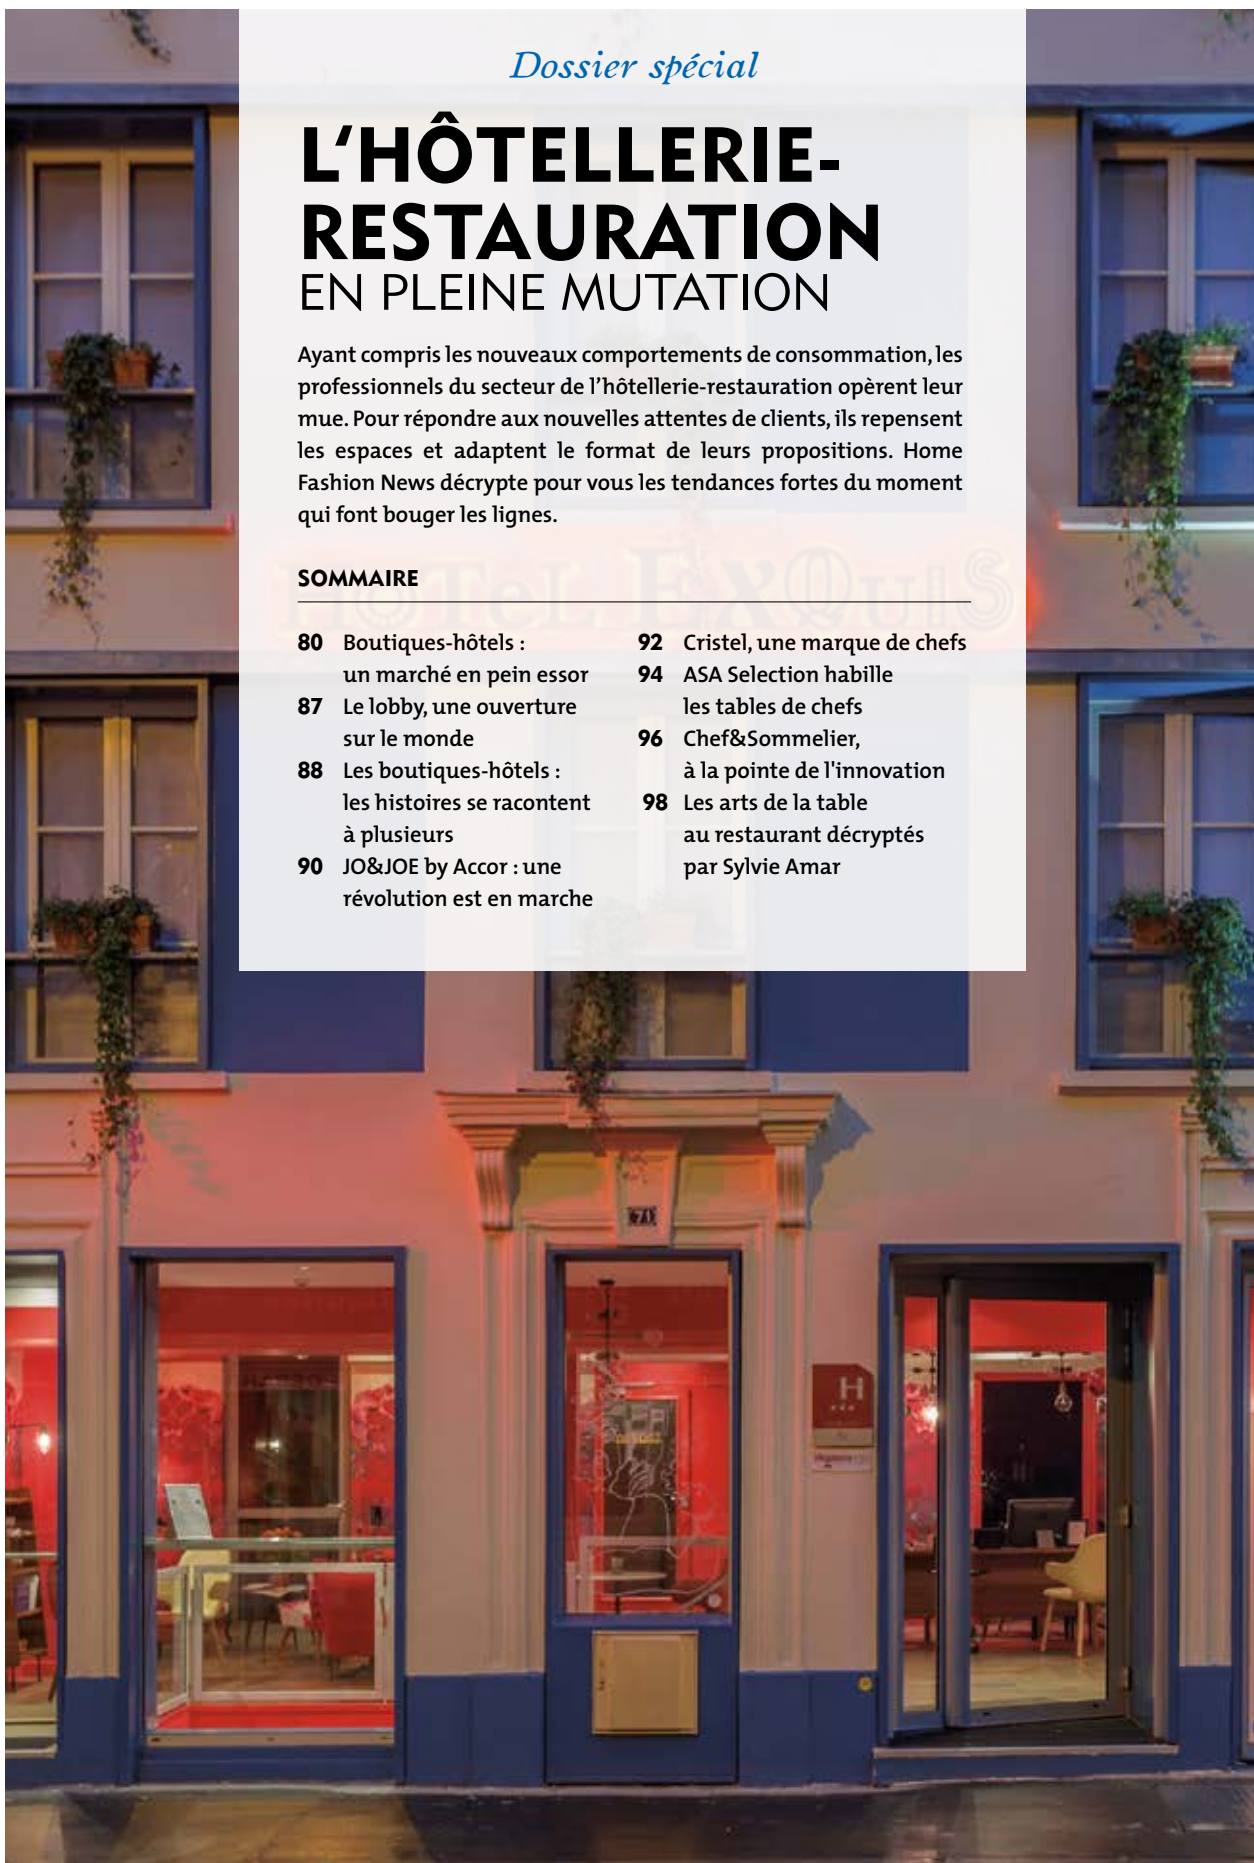 Dossier spécial
L'HÔTELLERIE-
RESTAURATION
EN PLEINE MUTATION
Ayant compris les nouveaux comportements de consommation, les
professionnels du secteur de l'hôtellerie-restauration opèrent leur
mue. Pour répondre aux nouvelles attentes de clients, ils repensent
les espaces et adaptent le format de leurs propositions. Home
Fashion News décrypte pour vous les tendances fortes du moment
qui font bouger les lignes.
HOTeL EXQuiS
SOMMAIRE
80 Boutiques-hôtels :
un marché en pein essor
87 Le lobby, une ouverture
sur le monde
88 Les boutiques-hôtels :
les histoires se racontent
à plusieurs
90 JO&JOE by Accor : une
révolution est en marche
92 Cristel, une marque de chefs
94 ASA Selection habille
les tables de chefs
96 Chef&Sommelier,
à la pointe de l'innovation
98 Les arts de la table
au restaurant décryptés
par Sylvie Amar
71
H